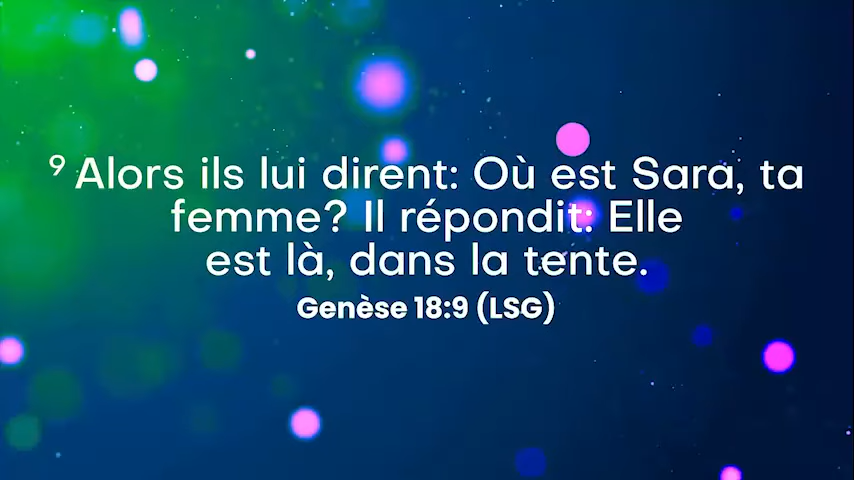 ⁹ Alors ils lui dirent: Où est Sara, ta
femme? Il répondit: Elle
est là, dans la tente.
Genèse 18:9 (LSG)